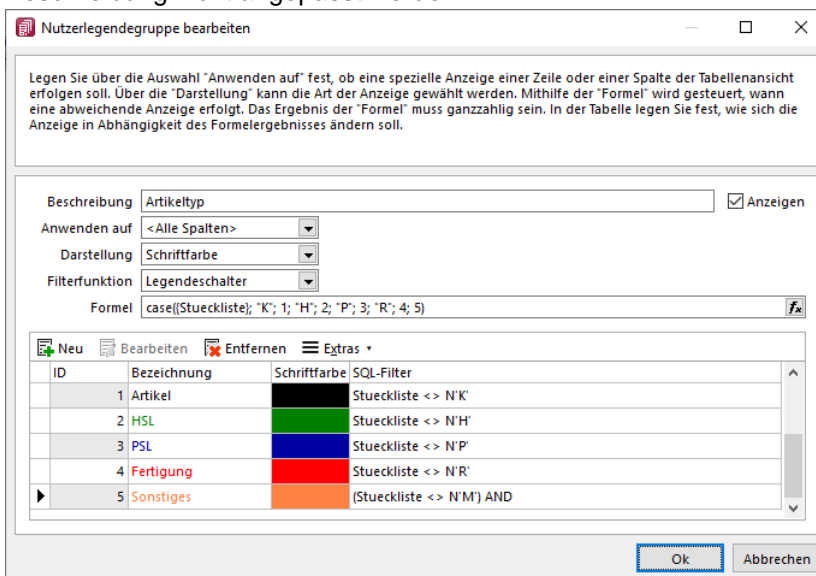 Nutzerlegendegruppe bearbeiten
Legen Sie über die Auswahl "Anwenden auf" fest, ob eine spezielle Anzeige einer Zeile oder einer Spalte der Tabellenansicht
erfolgen soll. Über die "Darstellung" kann die Art der Anzeige gewählt werden. Mithilfe der "Formel" wird gesteuert, wann
eine abweichende Anzeige erfolgt. Das Ergebnis der "Formel" muss ganzzahlig sein. In der Tabelle legen Sie fest, wie sich die
Anzeige in Abhängigkeit des Formelergebnisses ändern soll.
Beschreibung Artikeltyp Anzeigen
Anwenden auf <Alle Spalten>
Darstellung Schriftfarbe
Filterfunktion Legendeschalter
Formel case({Stueckliste}; "K"; 1; "H"; 2; "P"; 3; "R"; 4; 5) fx
Neu Bearbeiten Entfernen Extras
ID Bezeichnung Schriftfarbe SQL-Filter
1 Artikel Stueckliste <> N'K'
2 HSL Stueckliste <> N'H'
3 PSL Stueckliste <> N'P'
4 Fertigung Stueckliste <> N'R'
5 Sonstiges (Stueckliste <> N'M') AND
Ok Abbrechen